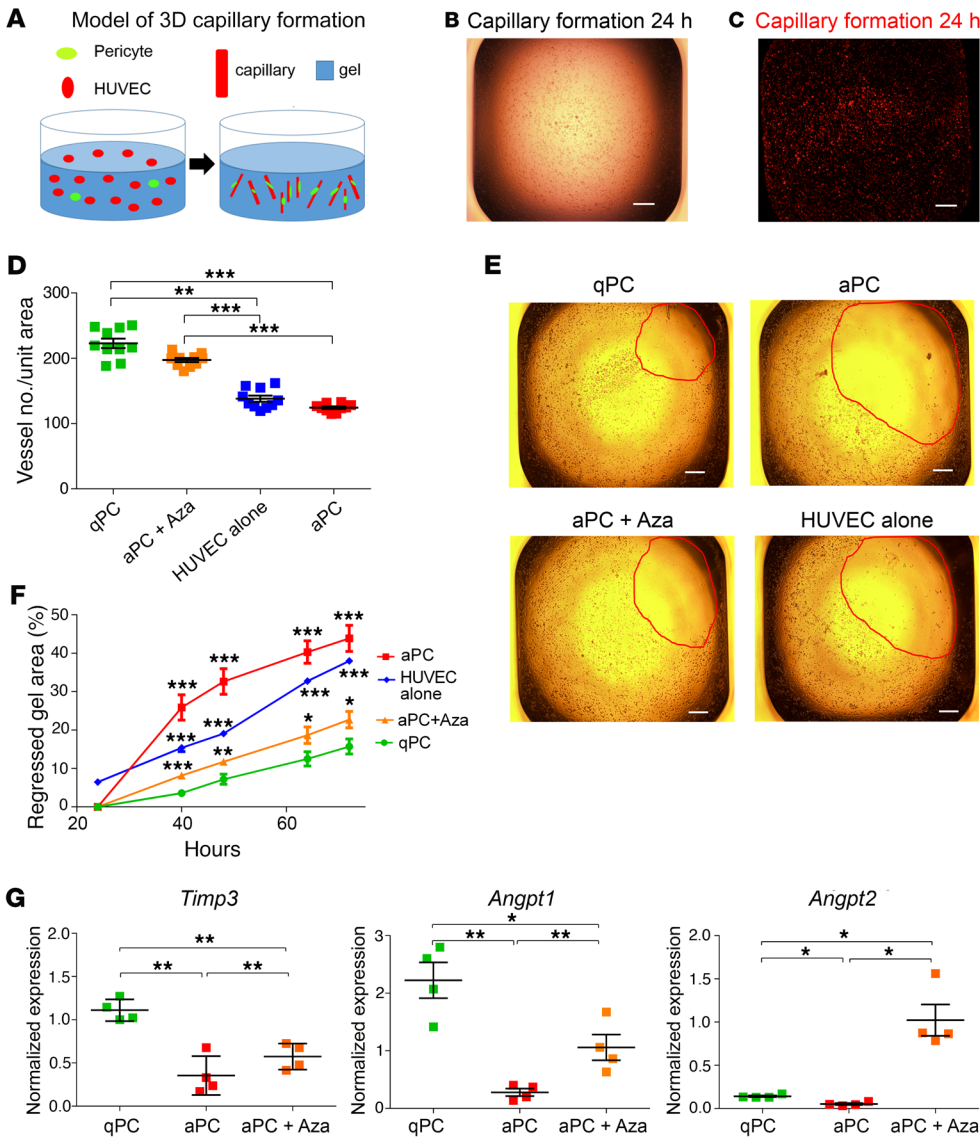 A
Model of 3D capillary formation
Pericyte
HUVEC
capillary
gel
B
Capillary formation 24 h
C
Capillary formation 24 h
D
Vessel no./unit area
300
200
100
0
***
**
***
***
qPC
aPC + Aza
HUVEC alone
aPC
E
qPC
aPC
aPC + Aza
HUVEC alone
F
Regressed gel area (%)
50
40
30
20
10
0
20
40
60
Hours
***
***
***
***
***
***
***
***
***
**
*
*
aPC
HUVEC
alone
aPC+Aza
qPC
G
Timp3
Normalized expression
2.0
1.5
1.0
0.5
0.0
**
**
**
qPC
aPC
aPC + Aza
Angpt1
Normalized expression
3
2
1
0
*
**
**
qPC
aPC
aPC + Aza
Angpt2
Normalized expression
2.0
1.5
1.0
0.5
0.0
*
*
*
qPC
aPC
aPC + Aza